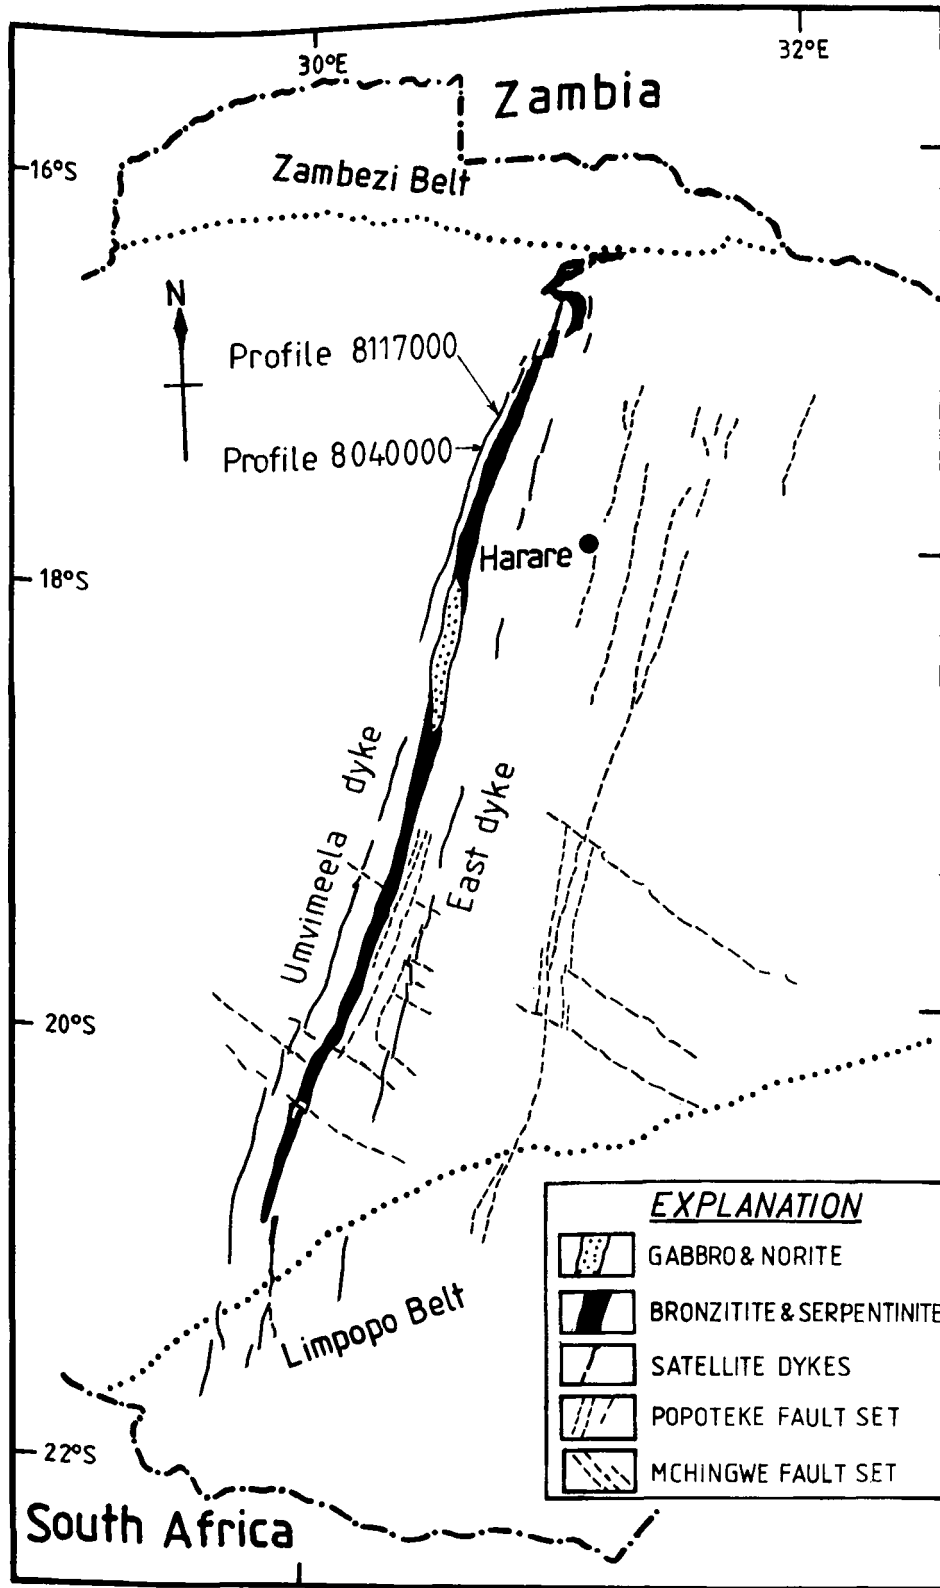 30°E
32°E
Zambia
16°S
Zambezi Belt
N
Profile 8117000
Profile 8040000
Harare
18°S
Umvimeela dyke
East dyke
20°S
EXPLANATION
GABBRO & NORITE
BRONZITITE & SERPENTINITE
SATELLITE DYKES
POPOTEKE FAULT SET
MCHINGWE FAULT SET
Limpopo Belt
22°S
South Africa